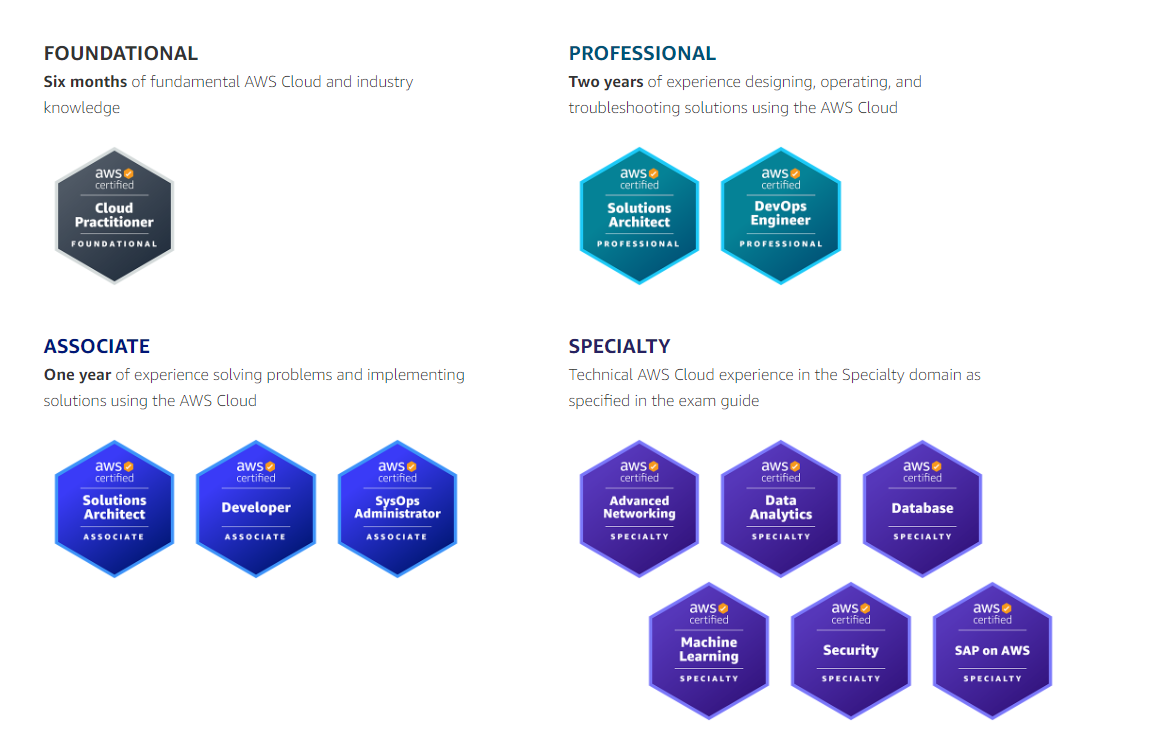 FOUNDATIONAL
Six months of fundamental AWS Cloud and industry
knowledge
aws
certified
Cloud
Practitioner
FOUNDATIONAL
PROFESSIONAL
Two years of experience designing, operating, and
troubleshooting solutions using the AWS Cloud
aws
certified
Solutions
Architect
PROFESSIONAL
aws
certified
DevOps
Engineer
PROFESSIONAL
ASSOCIATE
One year of experience solving problems and implementing
solutions using the AWS Cloud
aws
certified
Solutions
Architect
ASSOCIATE
aws
certified
Developer
ASSOCIATE
aws
certified
SysOps
Administrator
ASSOCIATE
SPECIALTY
Technical AWS Cloud experience in the Specialty domain as
specified in the exam guide
aws
certified
Advanced
Networking
SPECIALTY
aws
certified
Data
Analytics
SPECIALTY
aws
certified
Database
SPECIALTY
aws
certified
Machine
Learning
SPECIALTY
aws
certified
Security
SPECIALTY
aws
certified
SAP on AWS
SPECIALTY